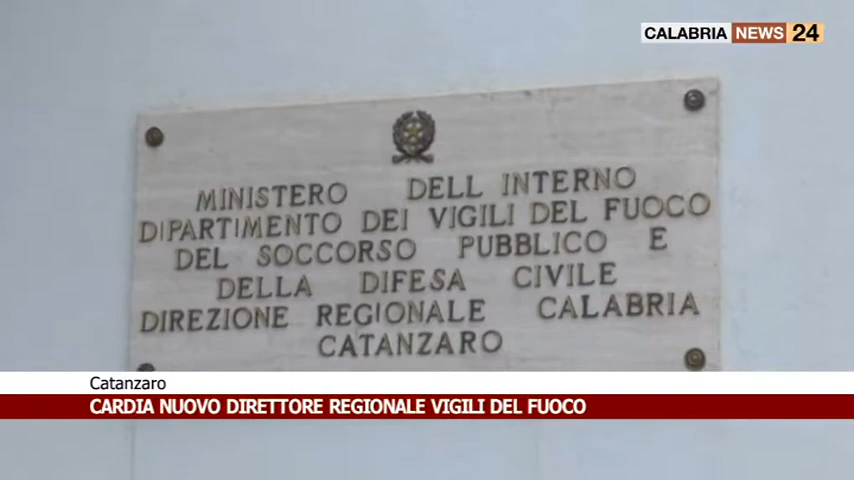 CALABRIA NEWS 24
MINISTERO DELL INTERNO
DIPARTIMENTO DEI VIGILI DEL FUOCO
DEL SOCCORSO PUBBLICO E
DELLA DIFESA CIVILE
DIREZIONE REGIONALE CALABRIA
CATANZARO
Catanzaro
CARDIA NUOVO DIRETTORE REGIONALE VIGILI DEL FUOCO